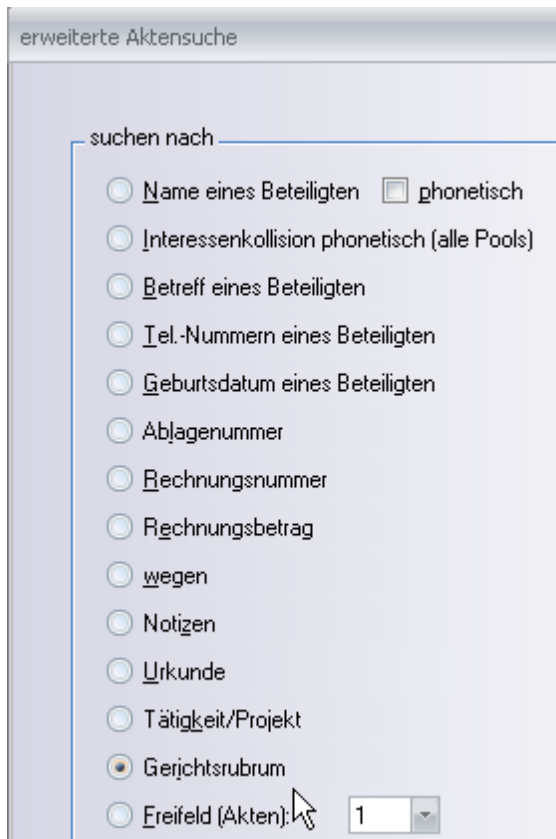 erweiterte Aktensuche
suchen nach
Name eines Beteiligten phonetisch
Interessenkollision phonetisch (alle Pools)
Betreff eines Beteiligten
Tel.-Nummern eines Beteiligten
Geburtsdatum eines Beteiligten
Ablagenummer
Rechnungsnummer
Rechnungsbetrag
wegen
Notizen
Urkunde
Tätigkeit/Projekt
Gerichtsrubrum
Freifeld (Akten): 1